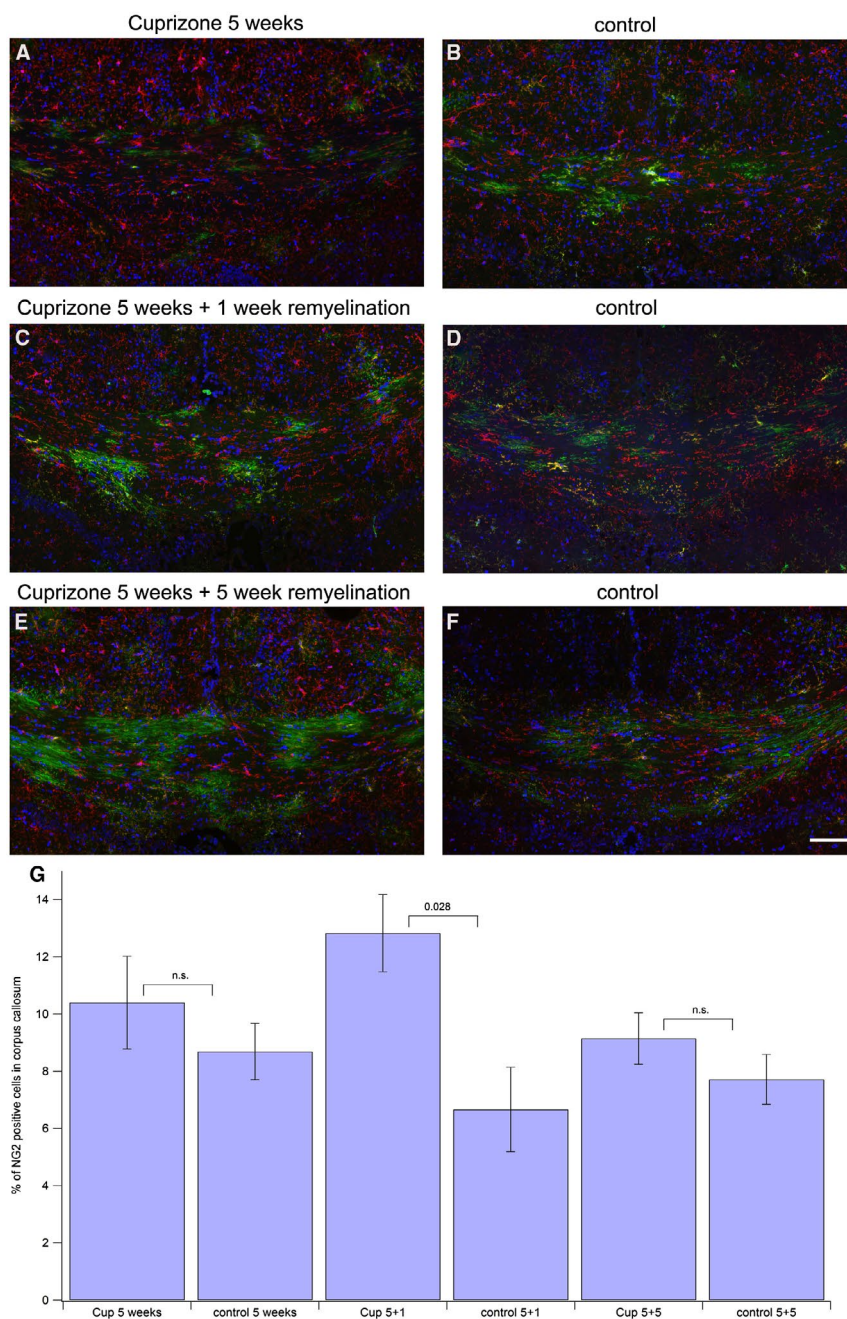 Cuprizone 5 weeks
control
A
B
Cuprizone 5 weeks + 1 week remyelination
control
C
D
Cuprizone 5 weeks + 5 week remyelination
control
E
F
G
% of NG2 positive cells in corpus callosum
14
12
10
8
6
4
2
0
n.s.
0.028
n.s.
Cup 5 weeks
control 5 weeks
Cup 5+1
control 5+1
Cup 5+5
control 5+5